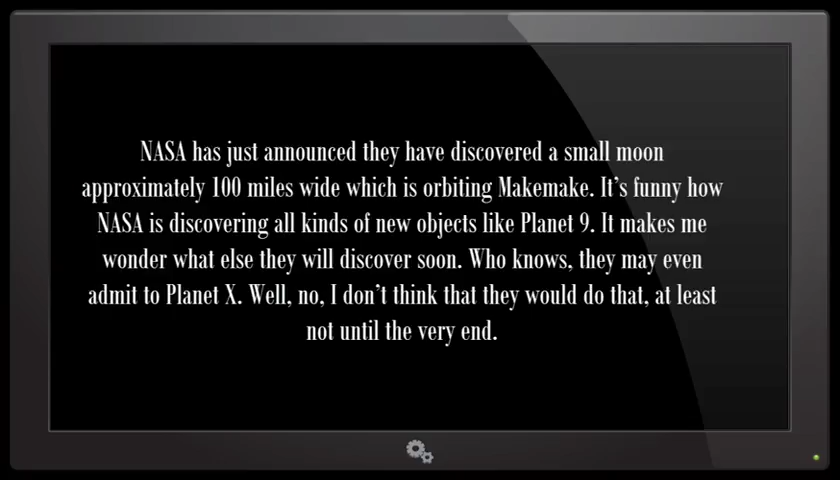 NASA has just announced they have discovered a small moon
approximately 100 miles wide which is orbiting Makemake. It's funny how
NASA is discovering all kinds of new objects like Planet 9. It makes me
wonder what else they will discover soon. Who knows, they may even
admit to Planet X. Well, no, I don't think that they would do that, at least
not until the very end.